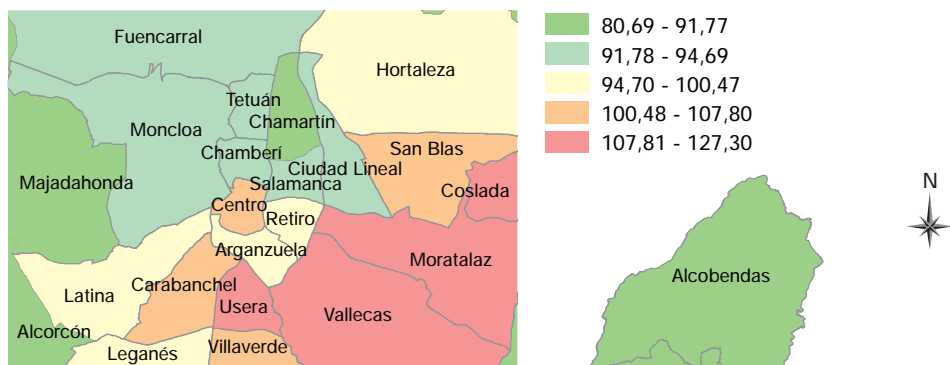 Fuencarral
Hortaleza
Tetuán
Chamartín
Moncloa
Chamberí
San Blas
Ciudad Lineal
Majadahonda
Salamanca
Coslada
Centro
Retiro
Arganzuela
Moratalaz
Carabanchel
Latina
Usera
Vallecas
Alcorcón
Leganés
Villaverde
80,69 - 91,77
91,78 - 94,69
94,70 - 100,47
100,48 - 107,80
107,81 - 127,30
N
Alcobendas